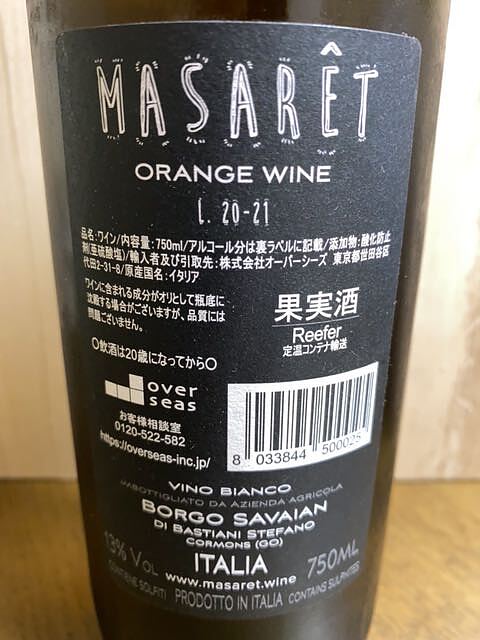 MASARÊT
ORANGE WINE
L. 20-21
品名:ワイン/内容量:750ml/アルコール分は裏ラベルに記載/添加物:酸化防止
剤(亜硫酸塩)/輸入者及び引取先:株式会社オーバーシーズ 東京都世田谷区
代田2-31-8/原産国名:イタリア
ワインに含まれる成分がオリとして瓶底に
沈殿する場合がございますが、品質には
問題ございません。
果実酒
Reefer
定温コンテナ輸送
〇飲酒は20歳になってから〇
over
seas
お客様相談室
0120-522-582
https://overseas-inc.jp/
8 033844 500025
VINO BIANCO
IMBOTTIGLIATO DA AZIENDA AGRICOLA
BORGO SAVAIAN
DI BASTIANI STEFANO
CORMONS (GO)
13% VOL
ITALIA
750ML
www.masaret.wine
CONTIENE SOLFITI
PRODOTTO IN ITALIA
CONTAINS SULPHITES